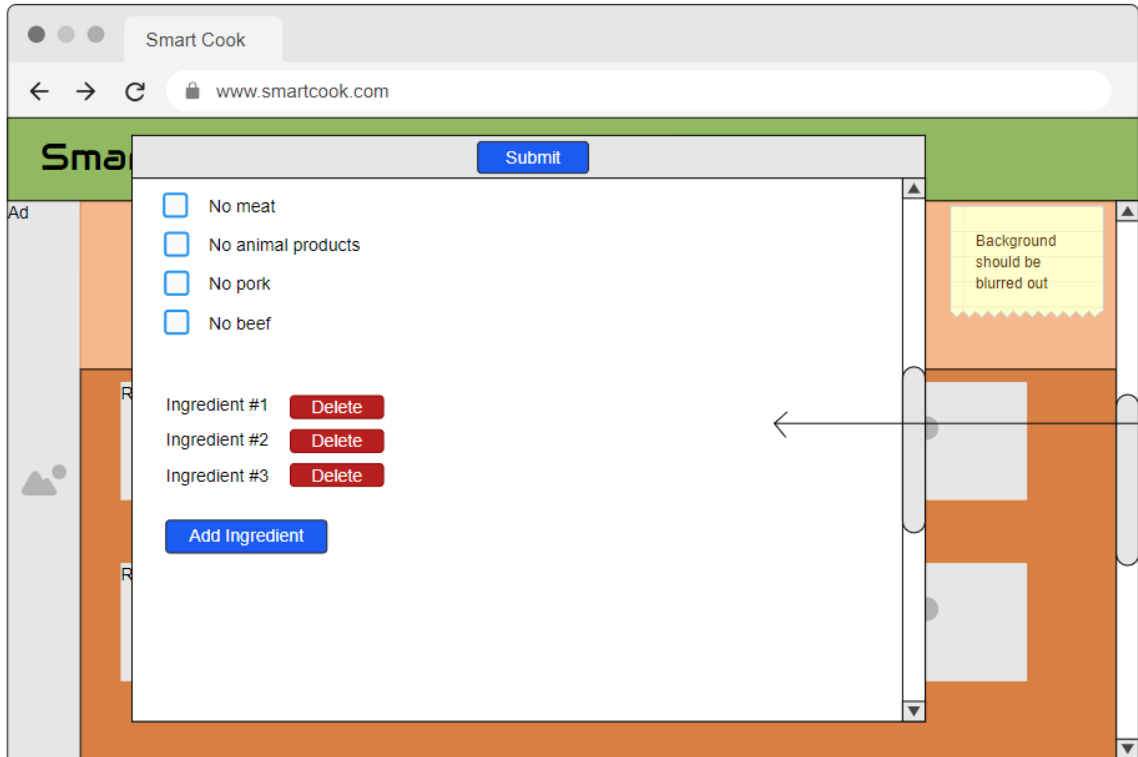 Smart Cook
www.smartcook.com
Smar
Submit
Ad
No meat
No animal products
No pork
No beef
Background
should be
blurred out
R
Ingredient #1 Delete
Ingredient #2 Delete
Ingredient #3 Delete
Add Ingredient
R